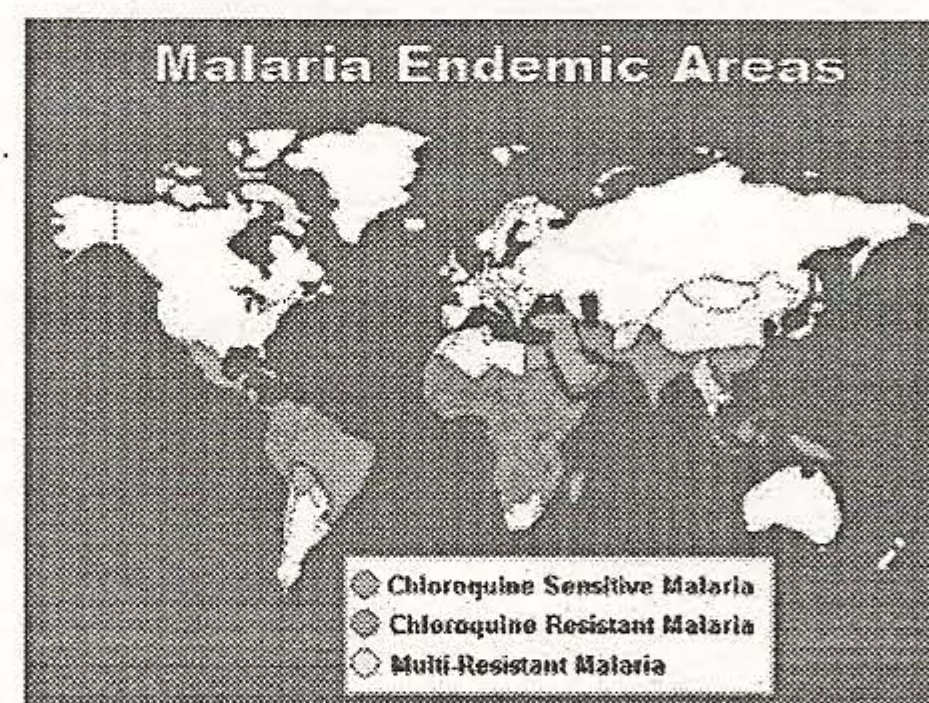 Malaria Endemic Areas
Chloroquine Sensitive Malaria
Chloroquine Resistant Malaria
Multi-Resistant Malaria